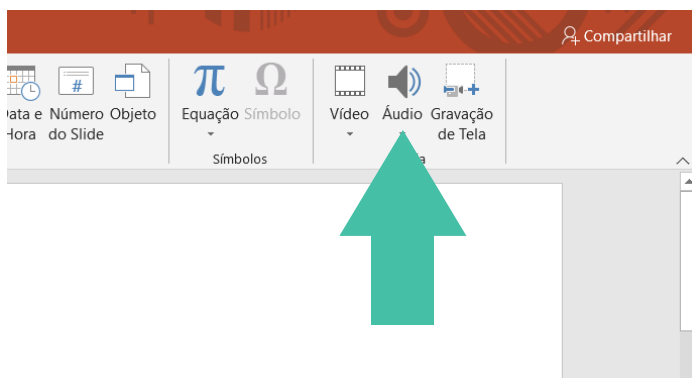 Compartilhar
Data e Número Objeto
Hora do Slide
Equação Símbolo
Vídeo Áudio Gravação
de Tela
Símbolos